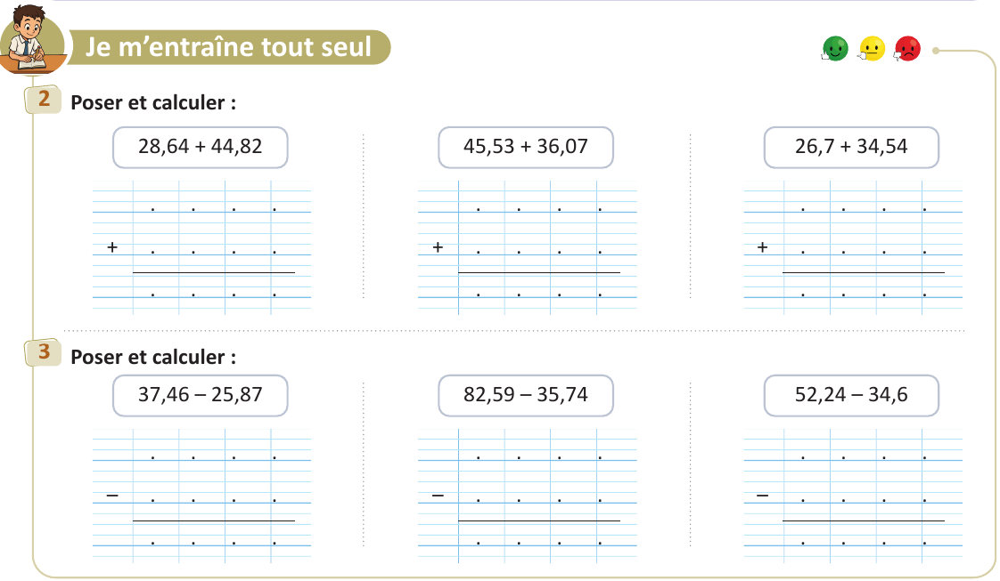 Je m'entraîne tout seul
2 Poser et calculer :
28,64 + 44,82
45,53 + 36,07
26,7 + 34,54
. . . .
. . . .
. . . .
+ . . . .
+ . . . .
+ . . . .
. . . .
. . . .
. . . .
3 Poser et calculer :
37,46 – 25,87
82,59 – 35,74
52,24 – 34,6
. . . .
. . . .
. . . .
– . . . .
– . . . .
– . . . .
. . . .
. . . .
. . . .